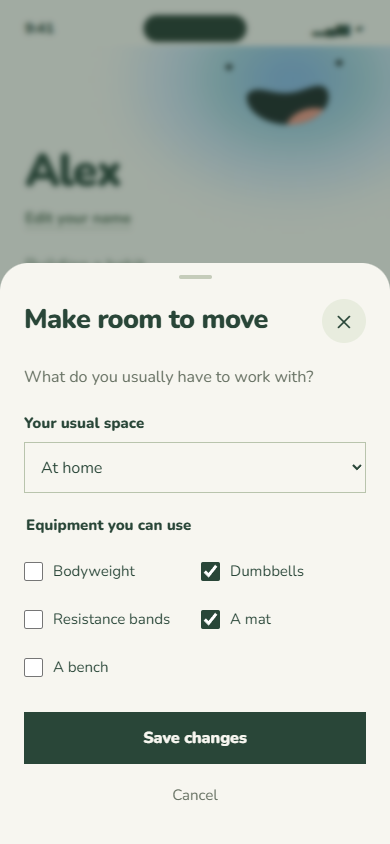 9:41
Alex
Edit your name
Make room to move
What do you usually have to work with?
Your usual space
At home
Equipment you can use
Bodyweight
Dumbbells
Resistance bands
A mat
A bench
Save changes
Cancel